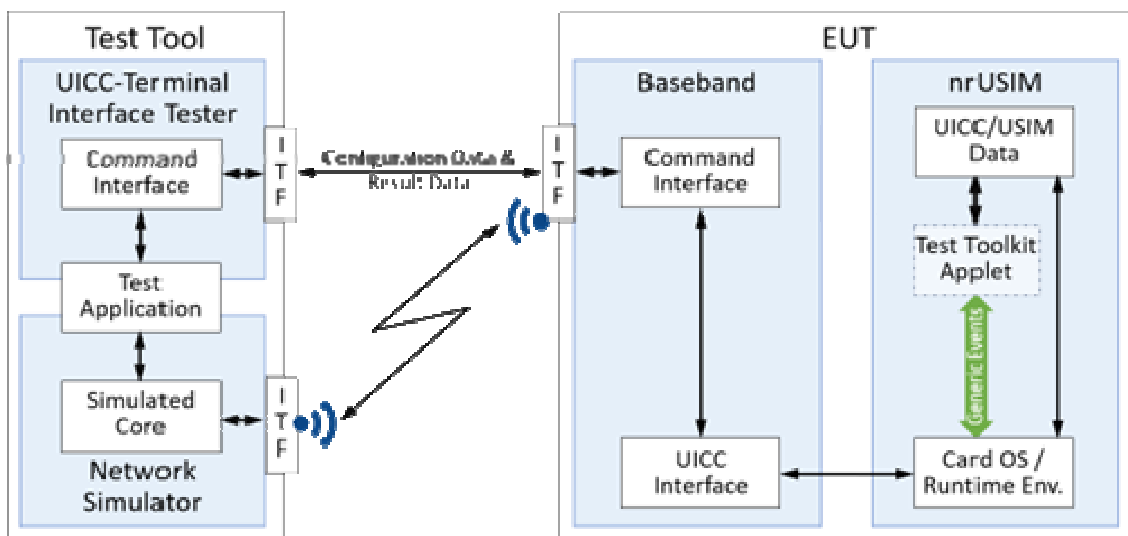 Test Tool
UICC-Terminal
Interface Tester
Command
Interface
I
T
F
Test
Application
Simulated
Core
I
T
F
Network
Simulator
Configuration Data &
Result Data
EUT
I
T
F
Baseband
Command
Interface
UICC
Interface
nrUSIM
UICC/USIM
Data
Test Toolkit
Applet
Generic Events
Card OS /
Runtime Env.